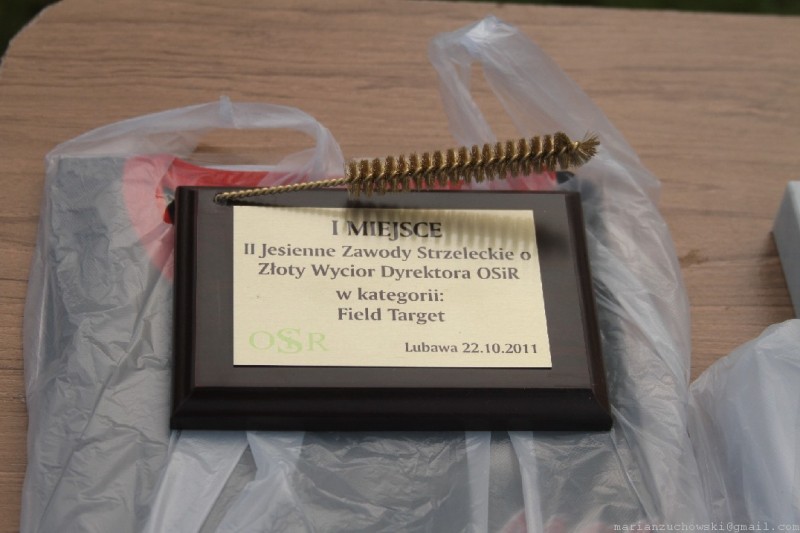 I MIEJSCE
II Jesienne Zawody Strzeleckie o
Złoty Wycior Dyrektora OSiR
w kategorii:
Field Target
OSiR
Lubawa 22.10.2011
marianzuchowski@gmail.com